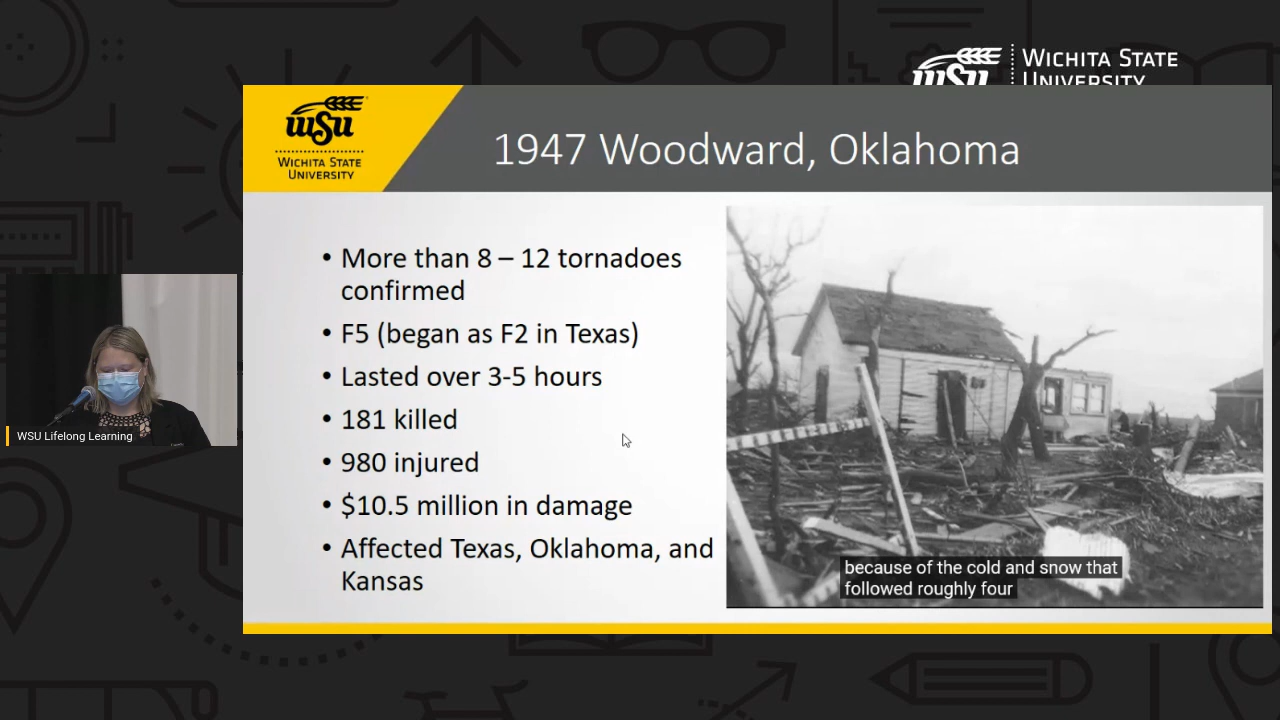 WSU
WICHITA STATE
UNIVERSITY
WSU
WICHITA STATE
UNIVERSITY
1947 Woodward, Oklahoma
• More than 8 – 12 tornadoes
confirmed
• F5 (began as F2 in Texas)
• Lasted over 3-5 hours
• 181 killed
• 980 injured
• $10.5 million in damage
• Affected Texas, Oklahoma, and
Kansas
WSU Lifelong Learning
because of the cold and snow that
followed roughly four